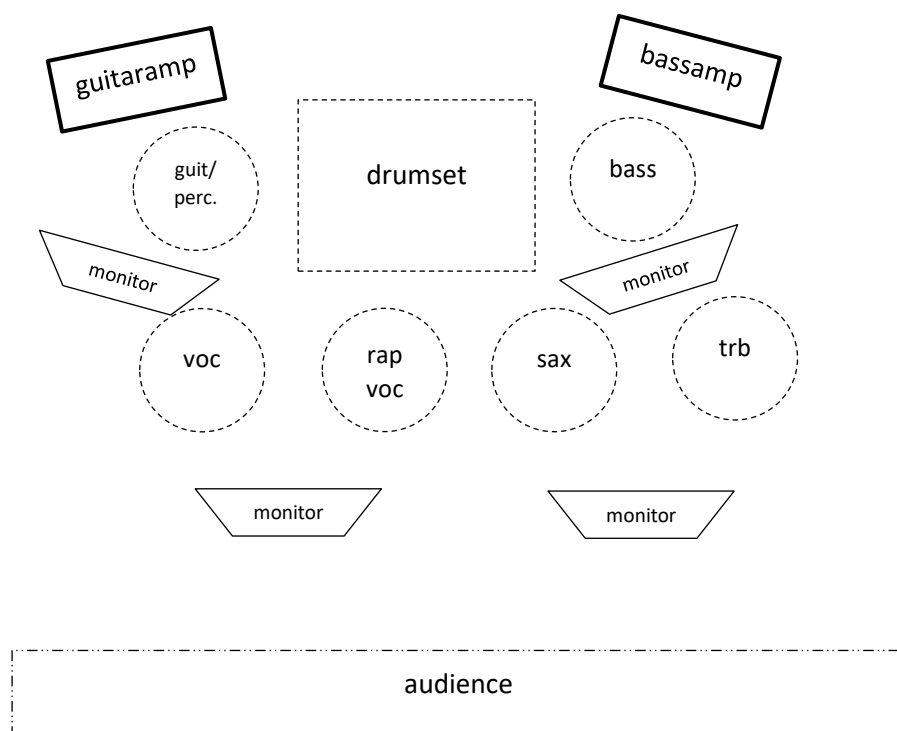 guitaramp
bassamp
guit/
perc.
drumset
bass
monitor
monitor
voc
rap
voc
sax
trb
monitor
monitor
audience